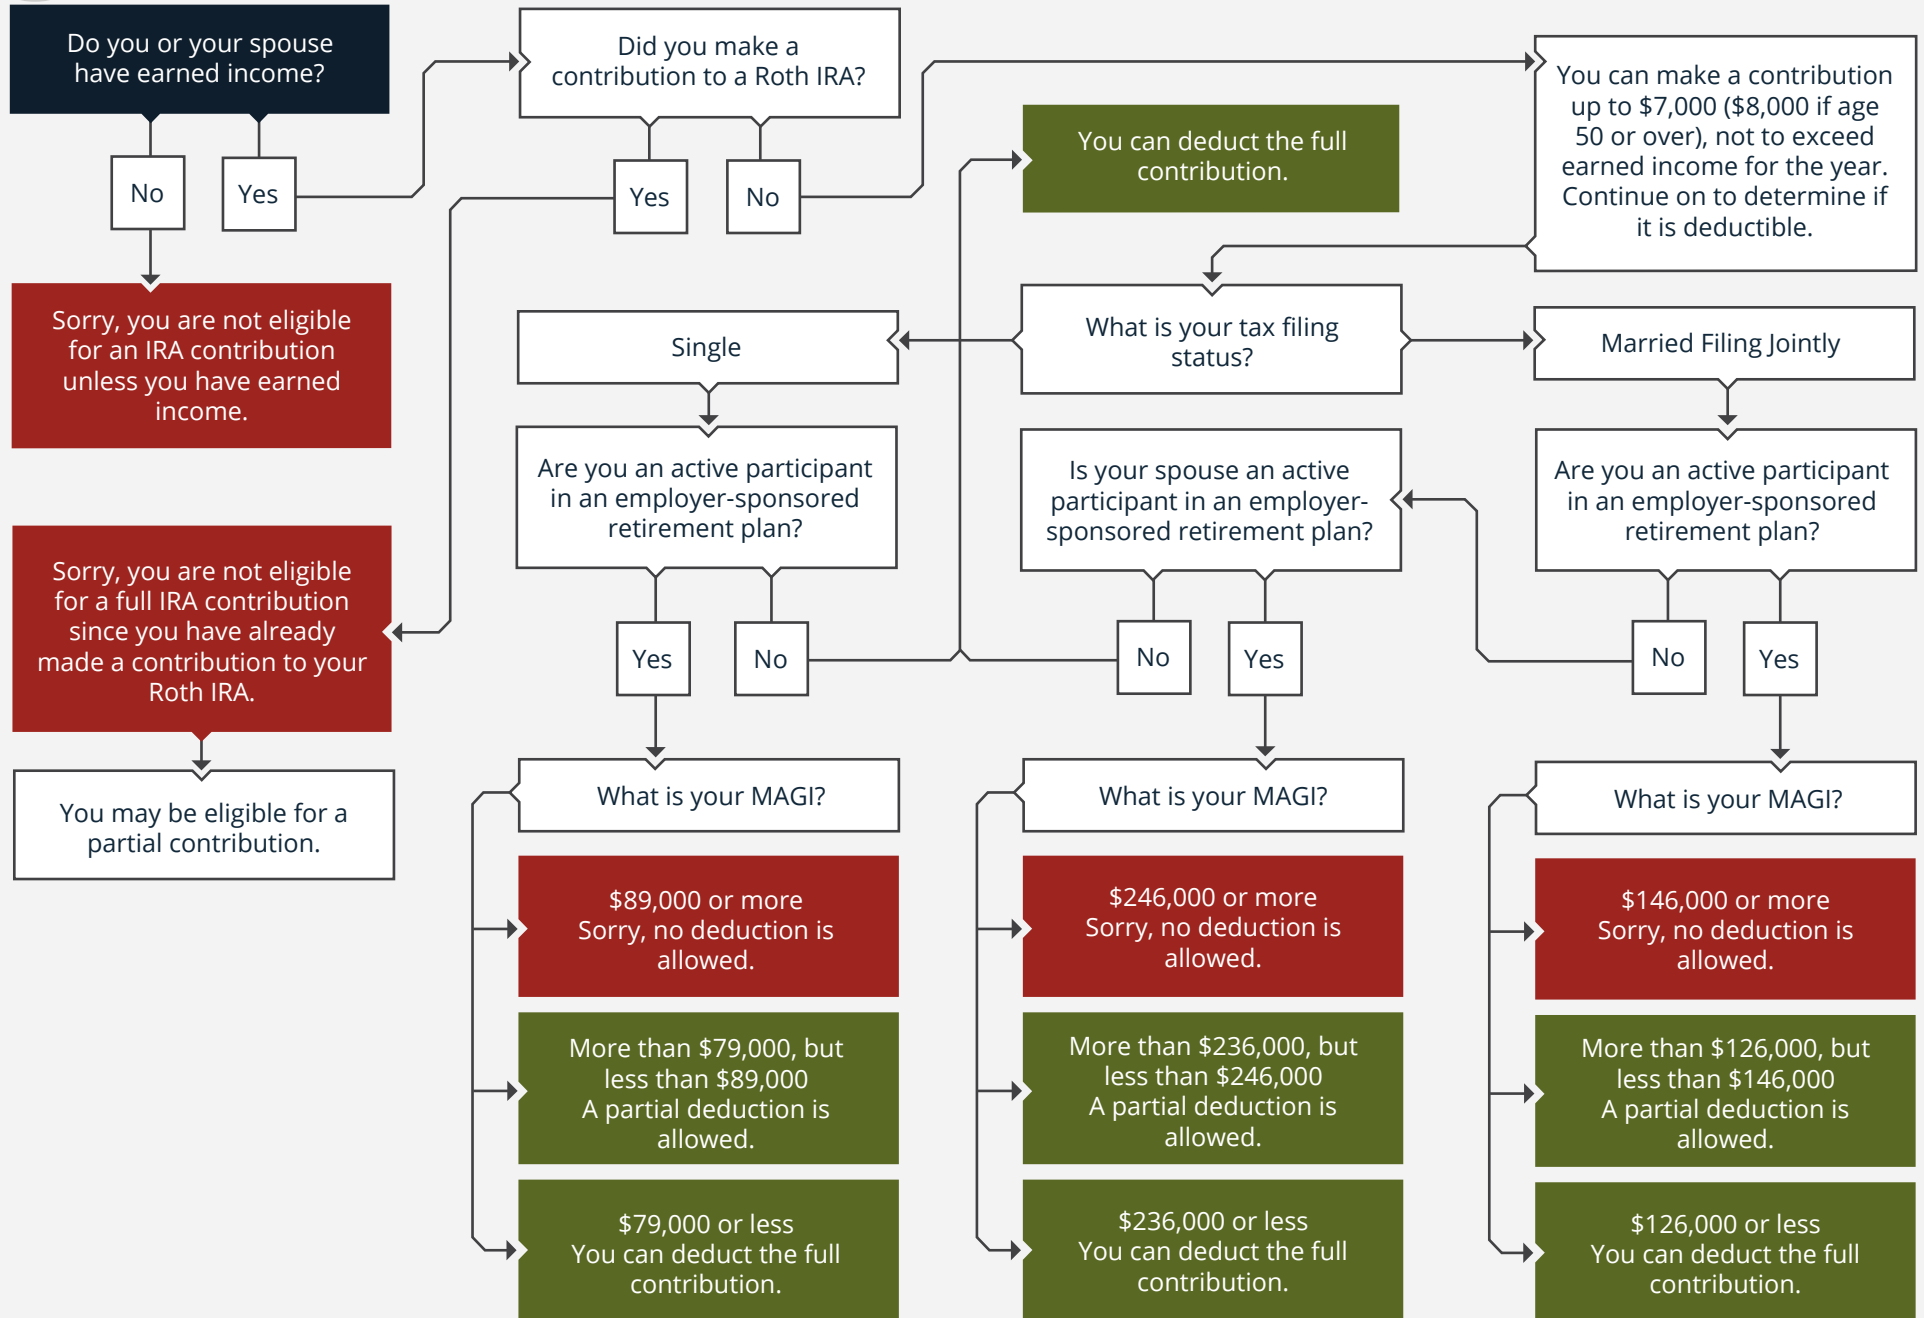 Do you or your spouse
have earned income?
No
Yes
Sorry, you are not eligible
for an IRA contribution
unless you have earned
income.
Did you make a
contribution to a Roth IRA?
Yes
No
Sorry, you are not eligible
for a full IRA contribution
since you have already
made a contribution to your
Roth IRA.
You may be eligible for a
partial contribution.
You can make a contribution
up to $7,000 ($8,000 if age
50 or over), not to exceed
earned income for the year.
Continue on to determine if
it is deductible.
You can deduct the full
contribution.
What is your tax filing
status?
Single
Married Filing Jointly
Are you an active participant
in an employer-sponsored
retirement plan?
Yes
No
Is your spouse an active
participant in an employer-
sponsored retirement plan?
No
Yes
Are you an active participant
in an employer-sponsored
retirement plan?
No
Yes
What is your MAGI?
$89,000 or more
Sorry, no deduction is
allowed.
More than $79,000, but
less than $89,000
A partial deduction is
allowed.
$79,000 or less
You can deduct the full
contribution.
What is your MAGI?
$246,000 or more
Sorry, no deduction is
allowed.
More than $236,000, but
less than $246,000
A partial deduction is
allowed.
$236,000 or less
You can deduct the full
contribution.
What is your MAGI?
$146,000 or more
Sorry, no deduction is
allowed.
More than $126,000, but
less than $146,000
A partial deduction is
allowed.
$126,000 or less
You can deduct the full
contribution.